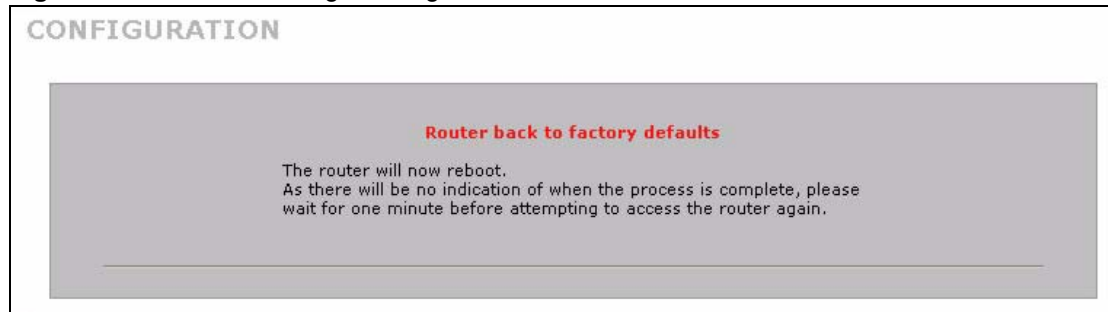 CONFIGURATION
Router back to factory defaults
The router will now reboot.
As there will be no indication of when the process is complete, please
wait for one minute before attempting to access the router again.